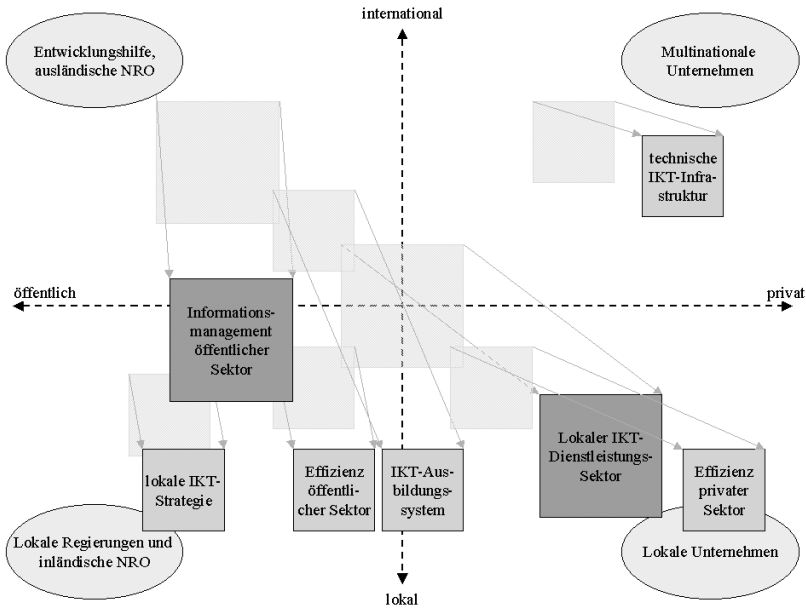 international
Entwicklungshilfe,
ausländische NRO
Multinationale
Unternehmen
technische
IKT-Infra-
struktur
öffentlich
privat
Informations-
management
öffentlicher
Sektor
lokale IKT-
Strategie
Effizienz
öffentli-
cher Sektor
IKT-Aus-
bildungs-
system
Lokaler IKT-
Dienstleistungs-
Sektor
Effizienz
privater
Sektor
Lokale Regierungen und
inländische NRO
Lokale Unternehmen
lokal